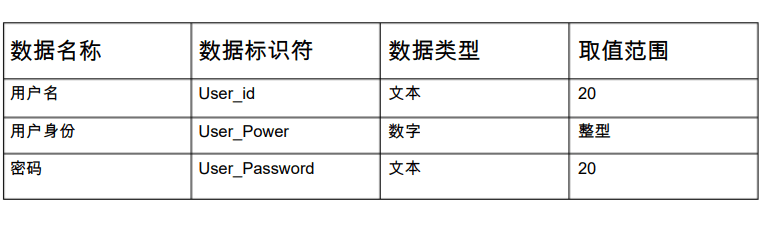 数据名称 数据标识符 数据类型 取值范围
用户名 User_id 文本 20
用户身份 User_Power 数字 整型
密码 User_Password 文本 20